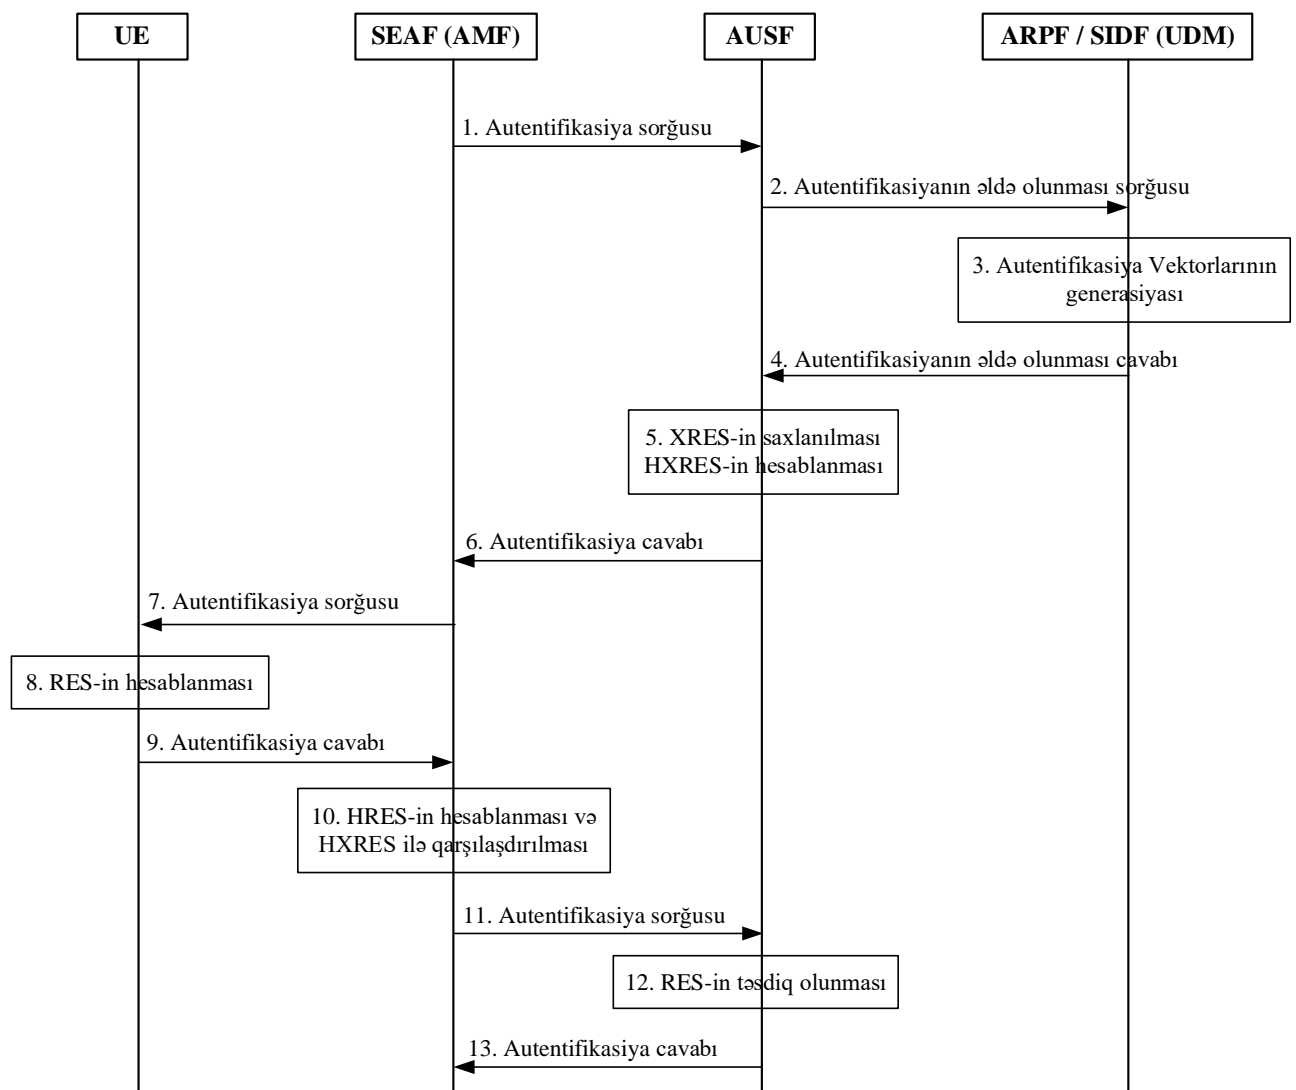 UE
SEAF (AMF)
AUSF
ARPF / SIDF (UDM)
1. Autentifikasiya sorğusu
2. Autentifikasiyanın əldə olunması sorğusu
3. Autentifikasiya Vektorlarının
generasiyası
4. Autentifikasiyanın əldə olunması cavabı
5. XRES-in saxlanılması
HXRES-in hesablanması
6. Autentifikasiya cavabı
7. Autentifikasiya sorğusu
8. RES-in hesablanması
9. Autentifikasiya cavabı
10. HRES-in hesablanması və
HXRES ilə qarşılaşdırılması
11. Autentifikasiya sorğusu
12. RES-in təsdiq olunması
13. Autentifikasiya cavabı